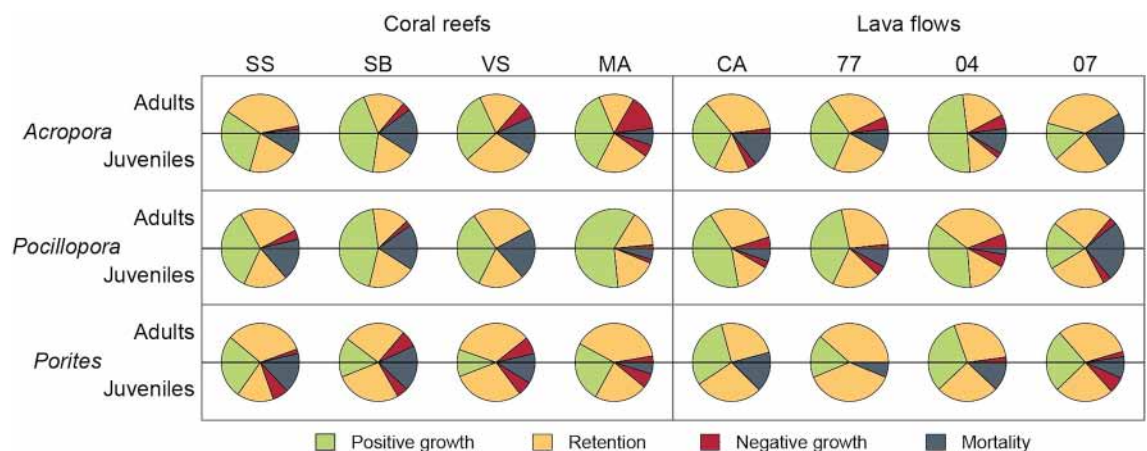 Coral reefs Lava flows
SS SB VS MA CA 77 04 07
Adults
Acropora
Juveniles
Adults
Pocillopora
Juveniles
Adults
Porites
Juveniles
Positive growth Retention Negative growth Mortality